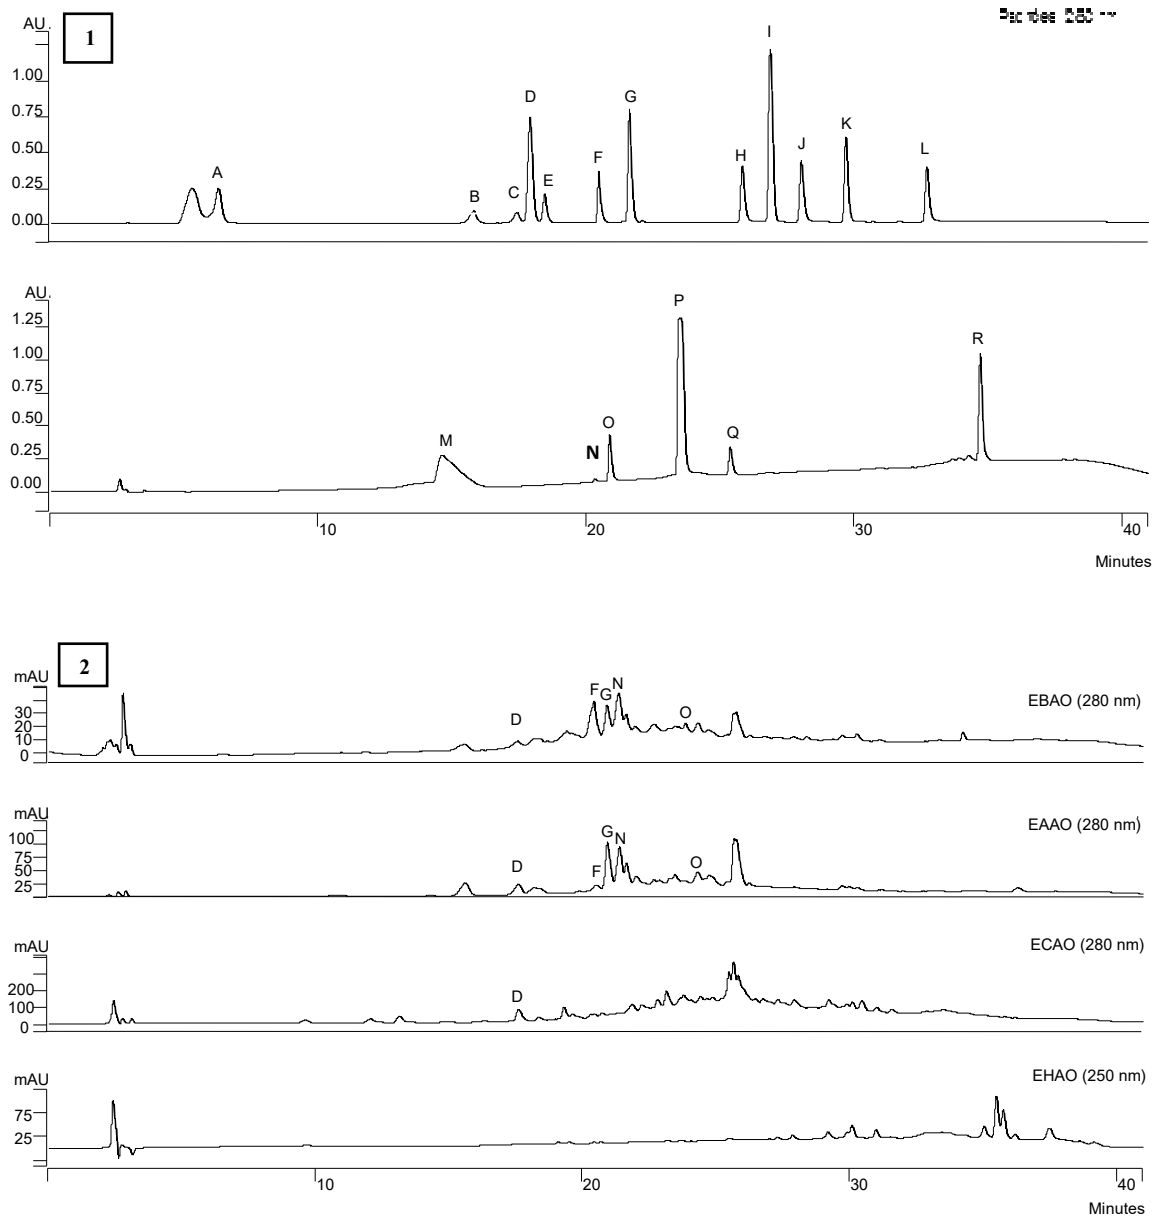 AU.
1
1.00
0.75
0.50
0.25
0.00
A
B
C
D
E
F
G
H
I
J
K
L
AU.
1.25
1.00
0.75
0.50
0.25
0.00
M
N
O
P
Q
R
10
20
30
40
Minutes
2
mAU
30
20
10
0
D
F
G
N
O
EBAO (280 nm)
mAU
100
75
50
25
D
F
G
N
O
EAAO (280 nm)
mAU
200
100
0
D
ECAO (280 nm)
mAU
75
25
EHAO (250 nm)
10
20
30
40
Minutes